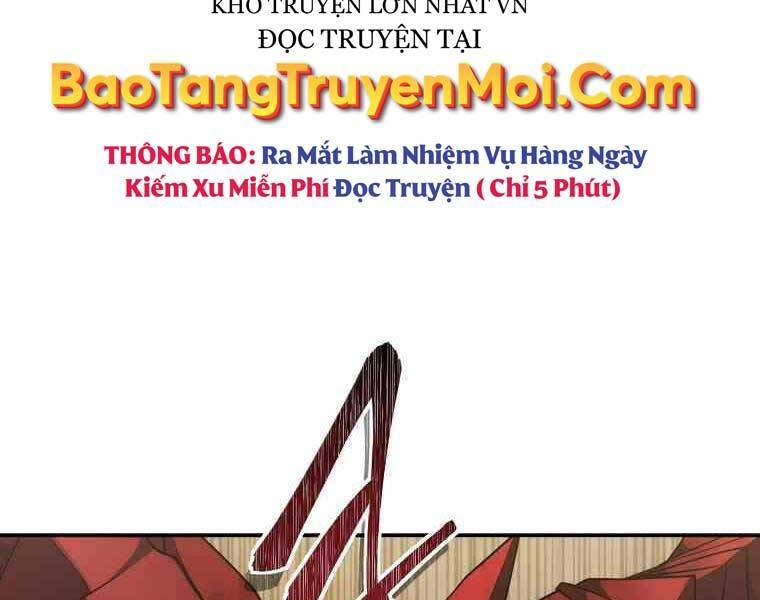 KHO TRUYỆN LỚN NHẤT VN
ĐỌC TRUYỆN TẠI
BaoTangTruyenMoi.Com
THÔNG BÁO: Ra Mắt Làm Nhiệm Vụ Hàng Ngày
Kiếm Xu Miễn Phí Đọc Truyện ( Chỉ 5 Phút)